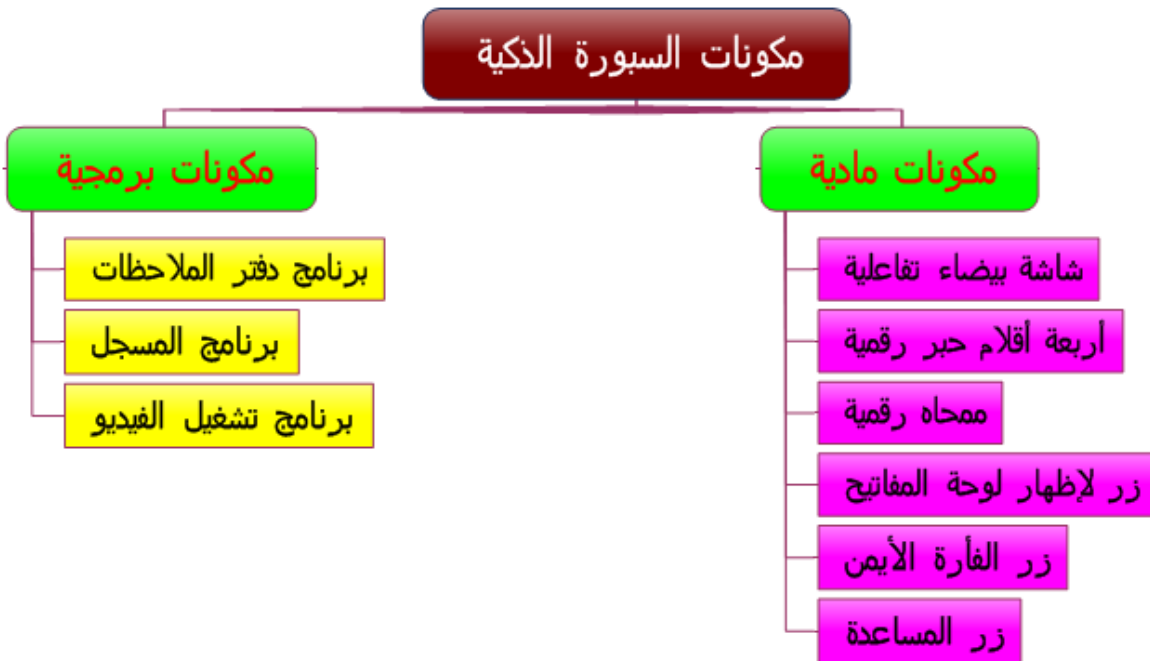 مكونات السبورة الذكية
مكونات مادية
شاشة بيضاء تفاعلية
أربعة أقلام حبر رقمية
ممحاه رقمية
زر لإظهار لوحة المفاتيح
زر الفأرة الأيمن
زر المساعدة
مكونات برمجية
برنامج دفتر الملاحظات
برنامج المسجل
برنامج تشغيل الفيديو